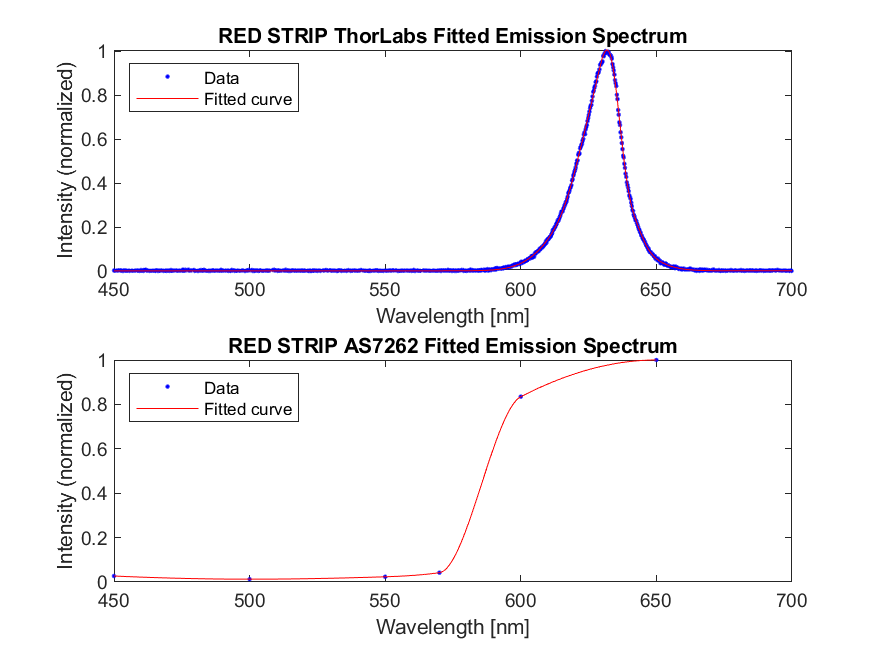 RED STRIP ThorLabs Fitted Emission Spectrum
Intensity (normalized)
1
0.8
0.6
0.4
0.2
0
Data
Fitted curve
450 500 550 600 650 700
Wavelength [nm]
RED STRIP AS7262 Fitted Emission Spectrum
Intensity (normalized)
1
0.8
0.6
0.4
0.2
0
Data
Fitted curve
450 500 550 600 650 700
Wavelength [nm]